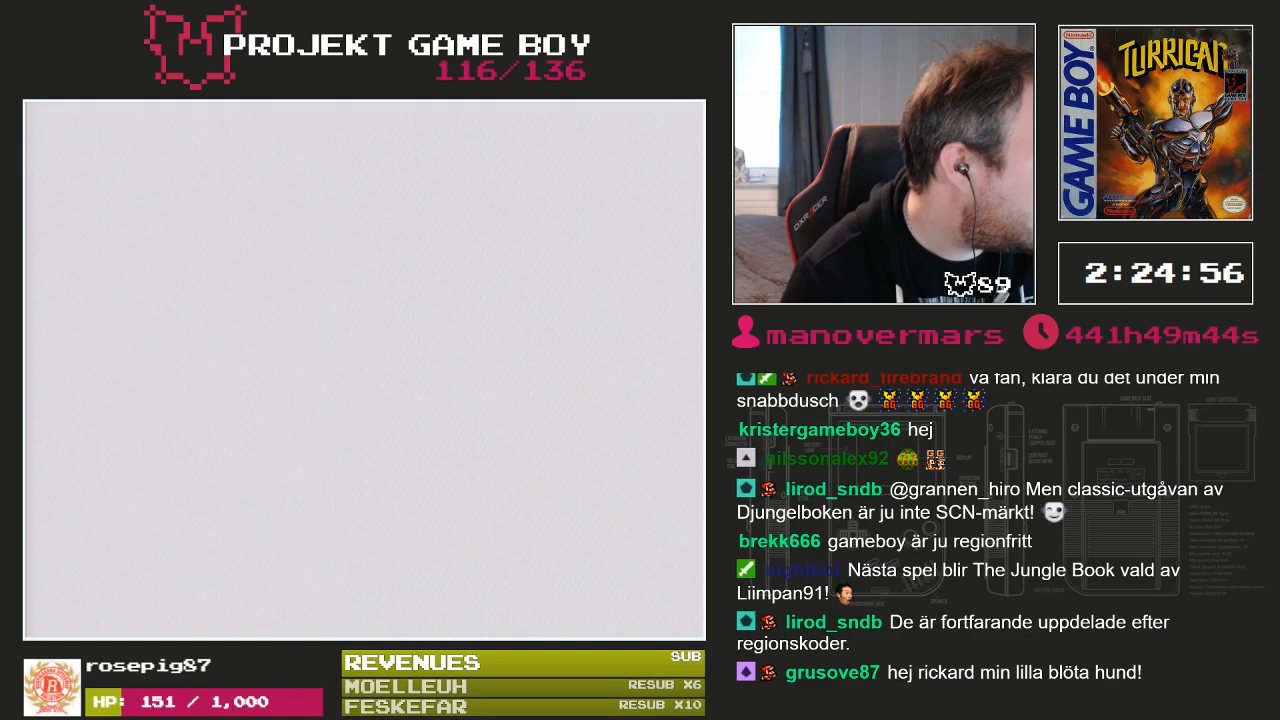 PROJEKT GAME BOY
116/136
Nintendo
GAME BOY
TURRICAN
DXRACER
89
2:24:56
manovermars
441h49m44s
rickard_firebrand va fan, klara du det under min
snabbdusch
kristergameboy36 hej
nilssonalex92
lirod_sndb @grannen_hiro Men classic-utgåvan av
Djungelboken är ju inte SCN-märkt!
brekk666 gameboy är ju regionfritt
nightbot Nästa spel blir The Jungle Book vald av
Liimpan91!
lirod_sndb De är fortfarande uppdelade efter
regionskoder.
grusove87 hej rickard min lilla blöta hund!
rosepig87
HP: 151 / 1,000
REVENUES SUB
MOELLEUH RESUB X6
FESKEFAR RESUB X10